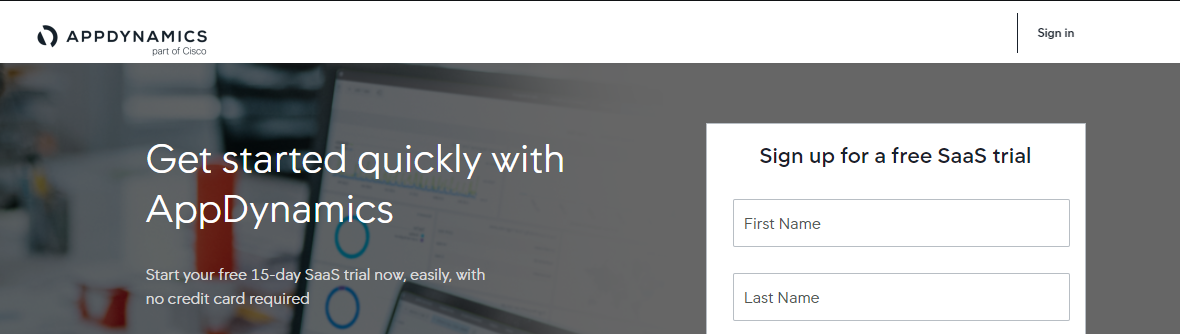 APPDYNAMICS
part of Cisco
Sign in
Get started quickly with
AppDynamics
Start your free 15-day SaaS trial now, easily, with
no credit card required
Sign up for a free SaaS trial
First Name
Last Name